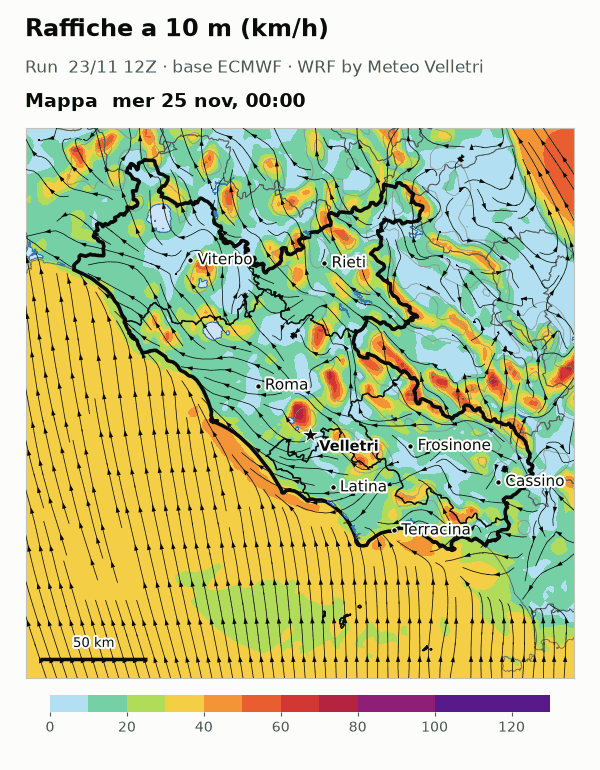 Raffiche a 10 m (km/h)
Run  23/11 12Z · base ECMWF · WRF by Meteo Velletri
Mappa  mer 25 nov, 00:00
Viterbo
Rieti
Roma
Velletri
Frosinone
Latina
Cassino
Terracina
50 km
0 20 40 60 80 100 120